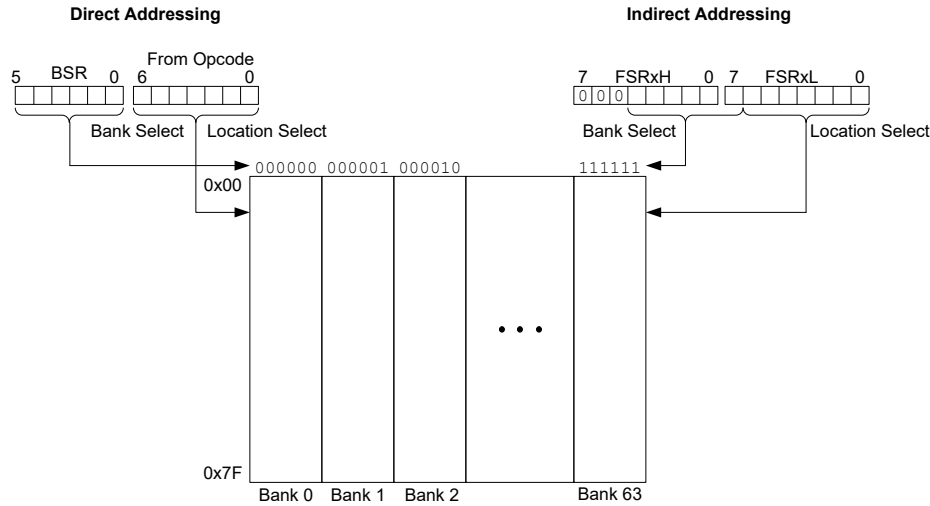 Direct Addressing
Indirect Addressing
From Opcode
5 BSR 0 6 0
7 FSRxH 0 7 FSRxL 0
0 0 0
Bank Select Location Select
Bank Select Location Select
000000 000001 000010 111111
0x00
0x7F
Bank 0 Bank 1 Bank 2 Bank 63